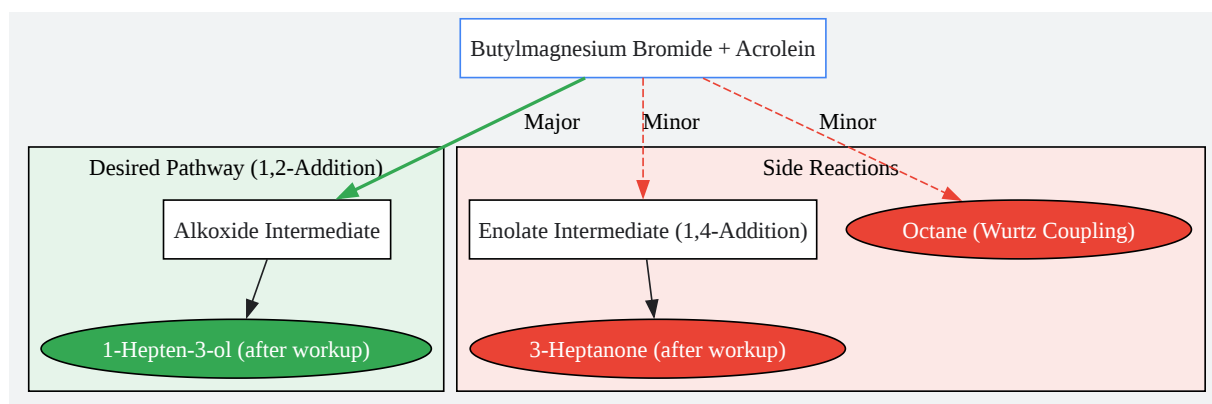 Butylmagnesium Bromide + Acrolein
Major
Minor
Minor
Desired Pathway (1,2-Addition)
Side Reactions
Alkoxide Intermediate
Enolate Intermediate (1,4-Addition)
Octane (Wurtz Coupling)
1-Hepten-3-ol (after workup)
3-Heptanone (after workup)